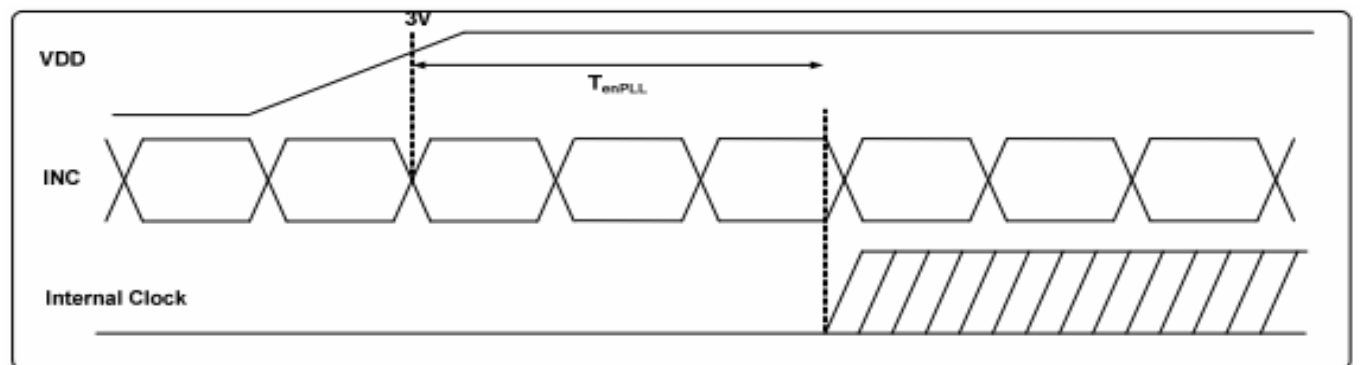 3V
VDD
TenPLL
INC
Internal Clock